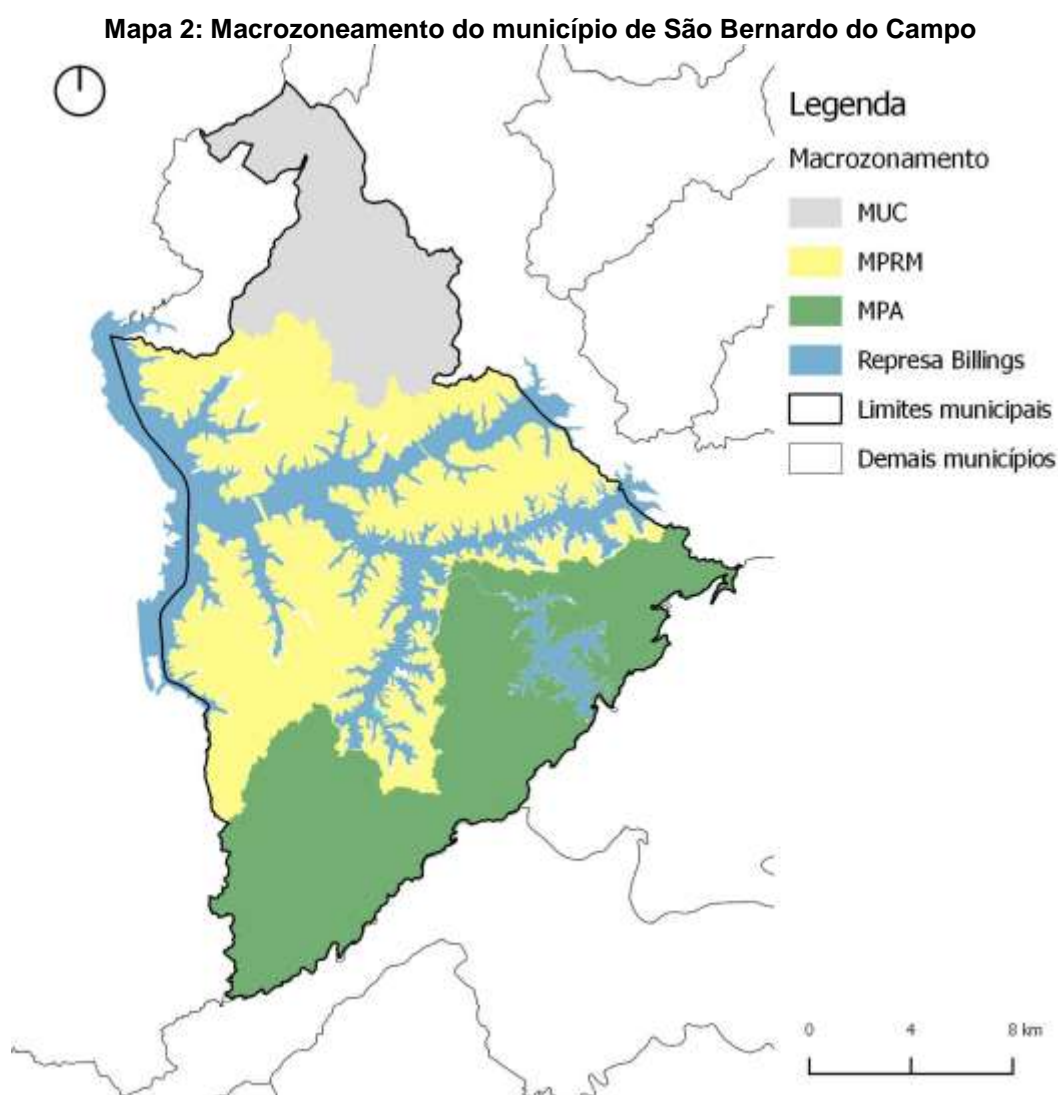 Mapa 2: Macrozoneamento do município de São Bernardo do Campo
Legenda
Macrozonamento
MUC
MPRM
MPA
Represa Billings
Limites municipais
Demais municípios
0 4 8 km